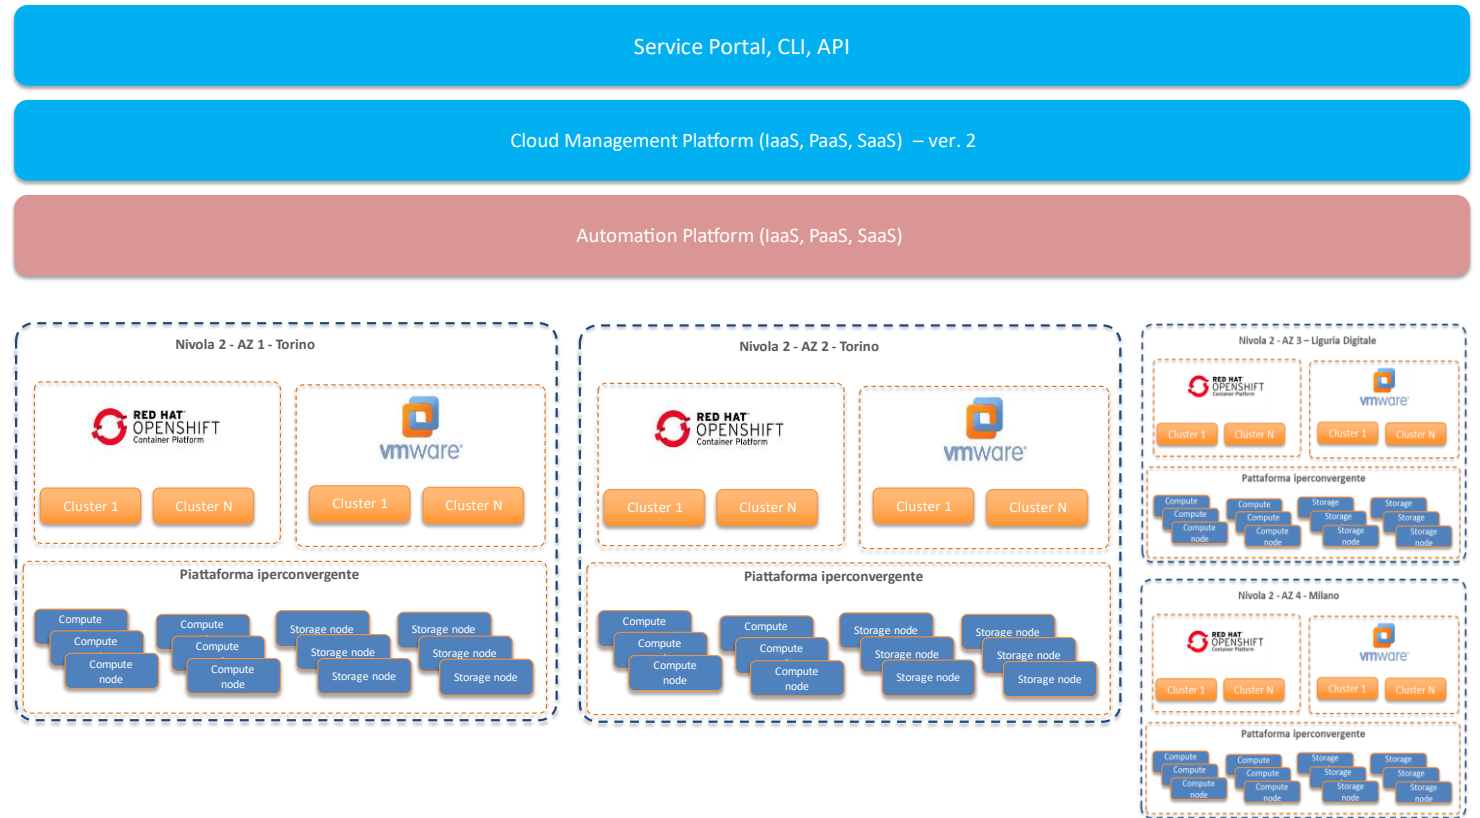 Service Portal, CLI, API
Cloud Management Platform (IaaS, PaaS, SaaS) – ver. 2
Automation Platform (IaaS, PaaS, SaaS)
Nivola 2 - AZ 1 - Torino
RED HAT
OPENSHIFT
Container Platform
Cluster 1
Cluster N
vmware
Cluster 1
Cluster N
Piattaforma iperconvergente
Compute
Compute
Compute
node
Compute
Compute
Compute
node
Storage node
Storage node
Storage node
Storage node
Storage node
Storage node
Nivola 2 - AZ 2 - Torino
RED HAT
OPENSHIFT
Container Platform
Cluster 1
Cluster N
vmware
Cluster 1
Cluster N
Piattaforma iperconvergente
Compute
Compute
Compute
node
Compute
Compute
Compute
node
Storage node
Storage node
Storage node
Storage node
Storage node
Storage node
Nivola 2 - AZ 3 – Liguria Digitale
RED HAT
OPENSHIFT
Container Platform
Cluster 1
Cluster N
vmware
Cluster 1
Cluster N
Pattaforma iperconvergente
Compute
Compute
Compute
node
Compute
Compute
Compute
node
Storage
Storage
Storage
node
Storage
Storage
Storage
node
Nivola 2 - AZ 4 - Milano
RED HAT
OPENSHIFT
Container Platform
Cluster 1
Cluster N
vmware
Cluster 1
Cluster N
Pattaforma iperconvergente
Compute
Compute
Compute
node
Compute
Compute
Compute
node
Storage
Storage
Storage
node
Storage
Storage
Storage
node